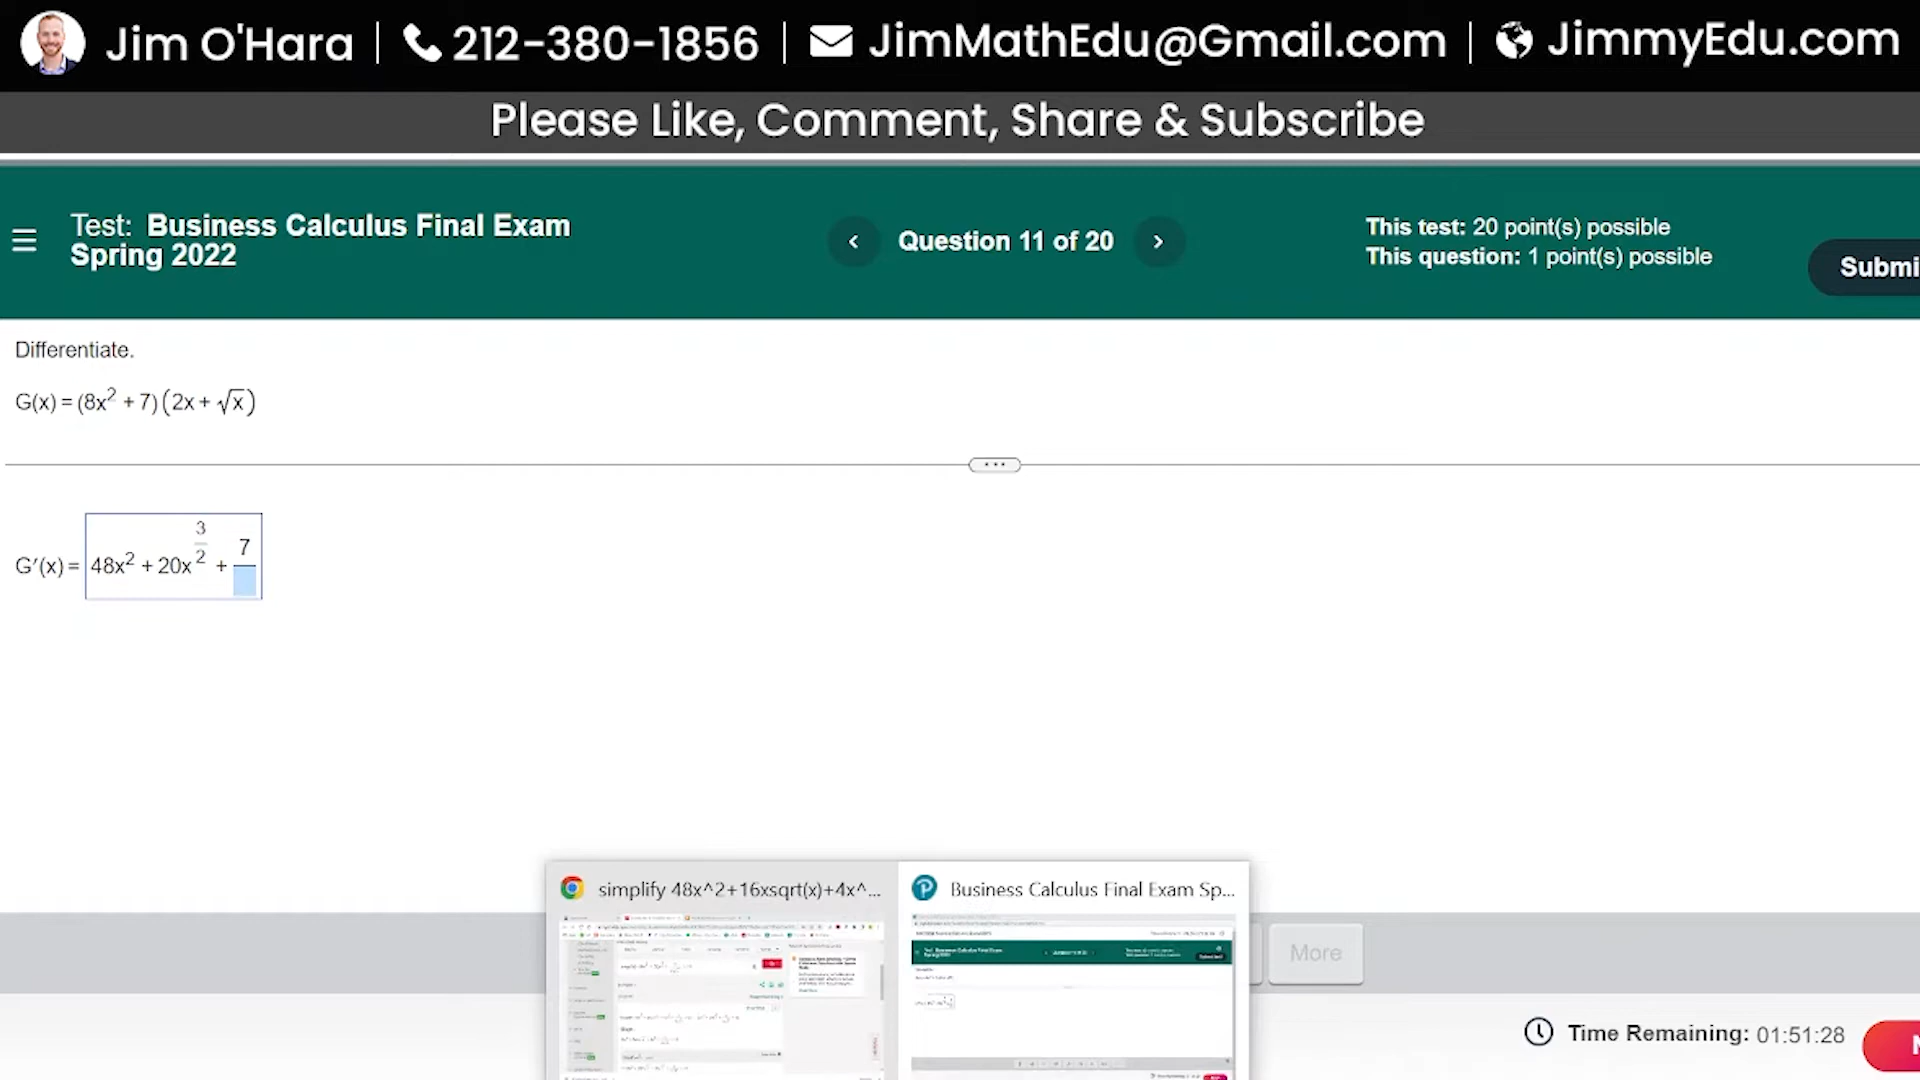 Jim O'Hara | 212-380-1856 | JimMathEdu@Gmail.com | JimmyEdu.com
Please Like, Comment, Share & Subscribe
Test: Business Calculus Final Exam
Spring 2022
Question 11 of 20
This test: 20 point(s) possible
This question: 1 point(s) possible
Submi
Differentiate.
G(x) = (8x² + 7)(2x + √x)
G′(x) = 48x² + 20x^(3/2) + 7/
simplify 48x^2+16xsqrt(x)+4x^...
Business Calculus Final Exam Sp...
More
Time Remaining: 01:51:28